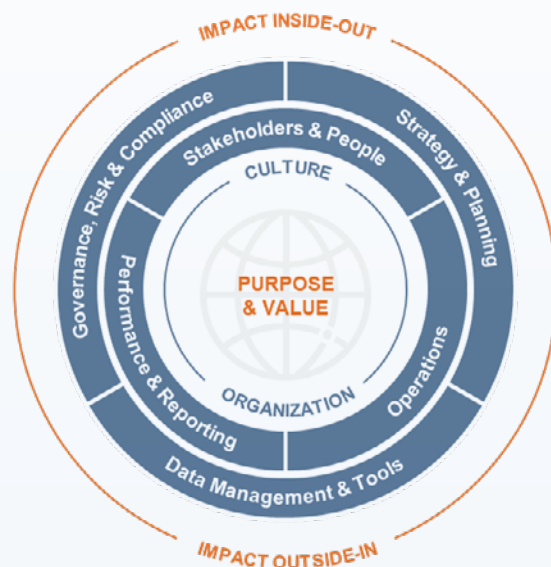 IMPACT INSIDE-OUT
Governance, Risk & Compliance
Strategy & Planning
Stakeholders & People
CULTURE
PURPOSE
& VALUE
Performance & Reporting
Operations
ORGANIZATION
Data Management & Tools
IMPACT OUTSIDE-IN